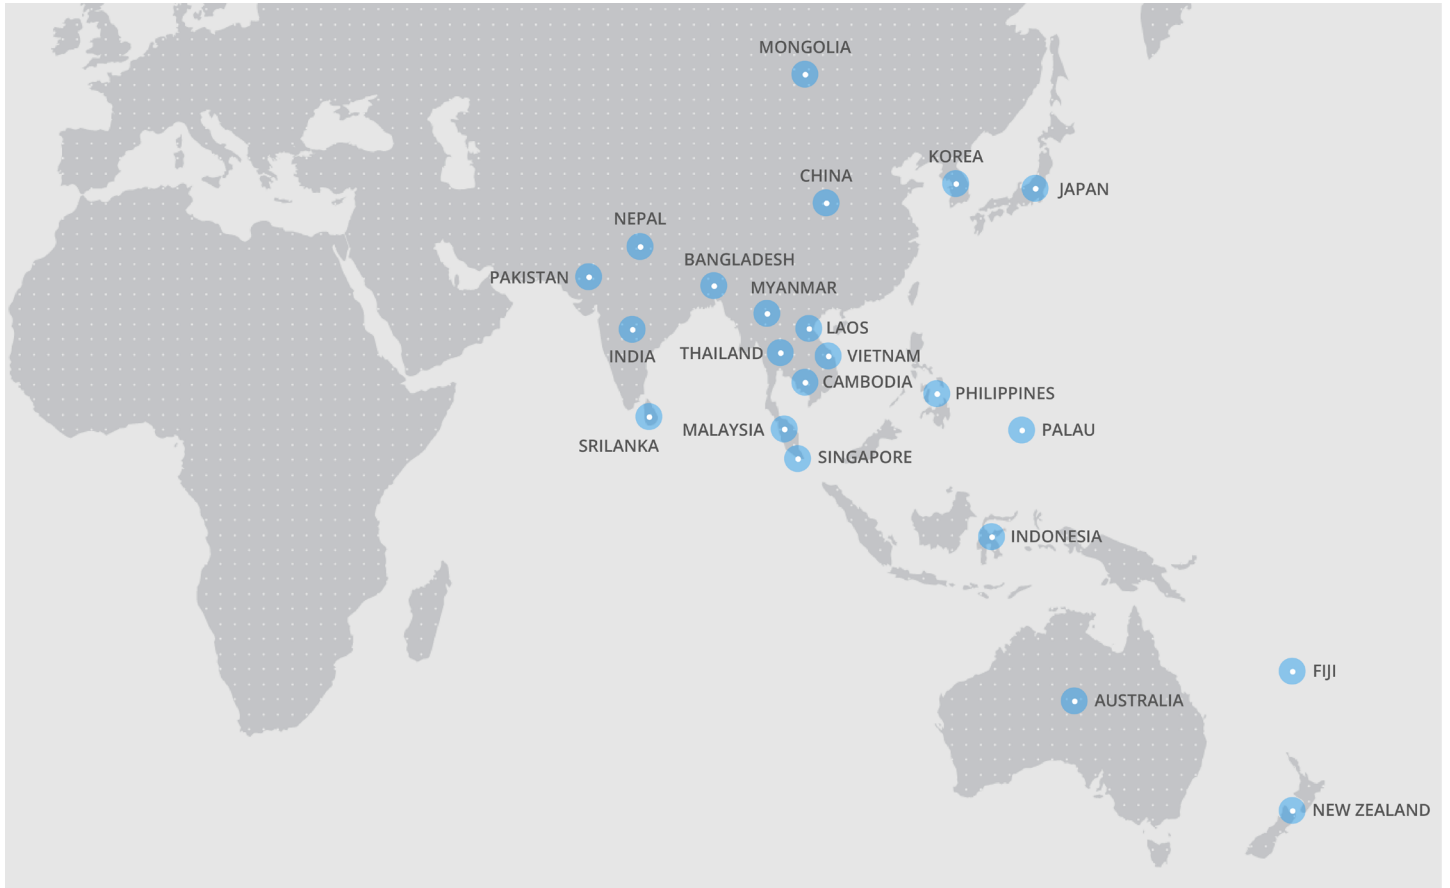 MONGOLIA
KOREA
CHINA
JAPAN
NEPAL
BANGLADESH
PAKISTAN
MYANMAR
LAOS
INDIA
THAILAND
VIETNAM
CAMBODIA
PHILIPPINES
MALAYSIA
PALAU
SRILANKA
SINGAPORE
INDONESIA
FIJI
AUSTRALIA
NEW ZEALAND